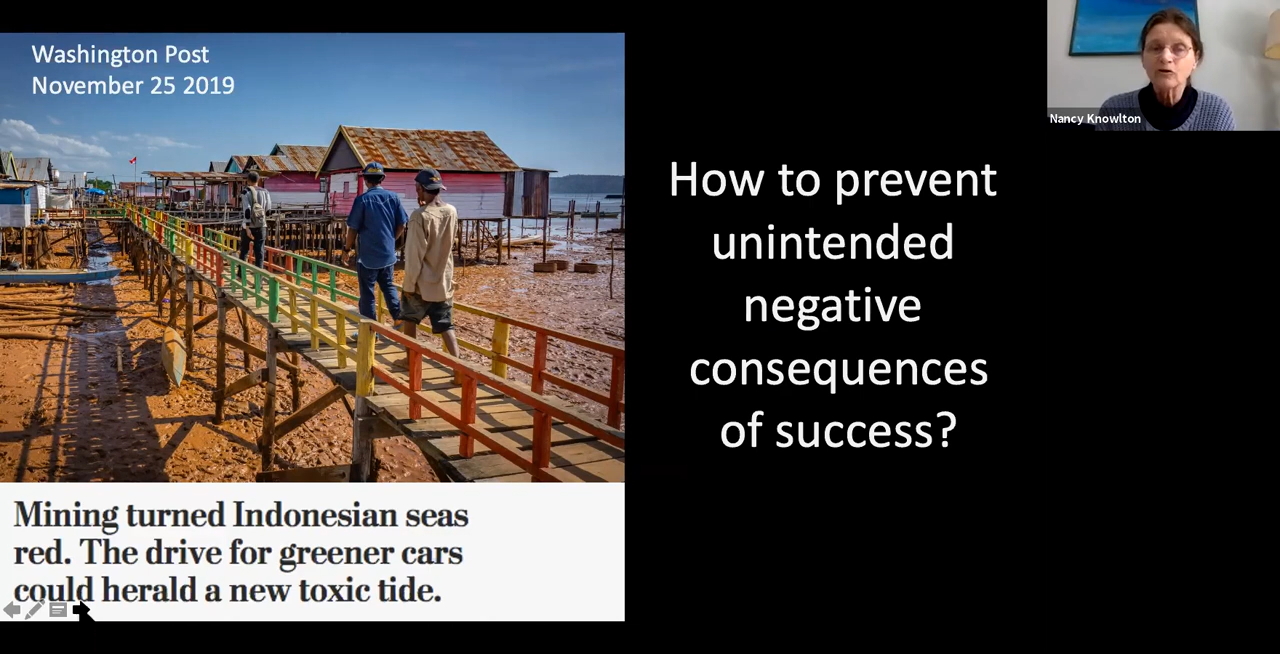 Washington Post
November 25 2019
How to prevent
unintended
negative
consequences
of success?
Nancy Knowlton
Mining turned Indonesian seas
red. The drive for greener cars
could herald a new toxic tide.